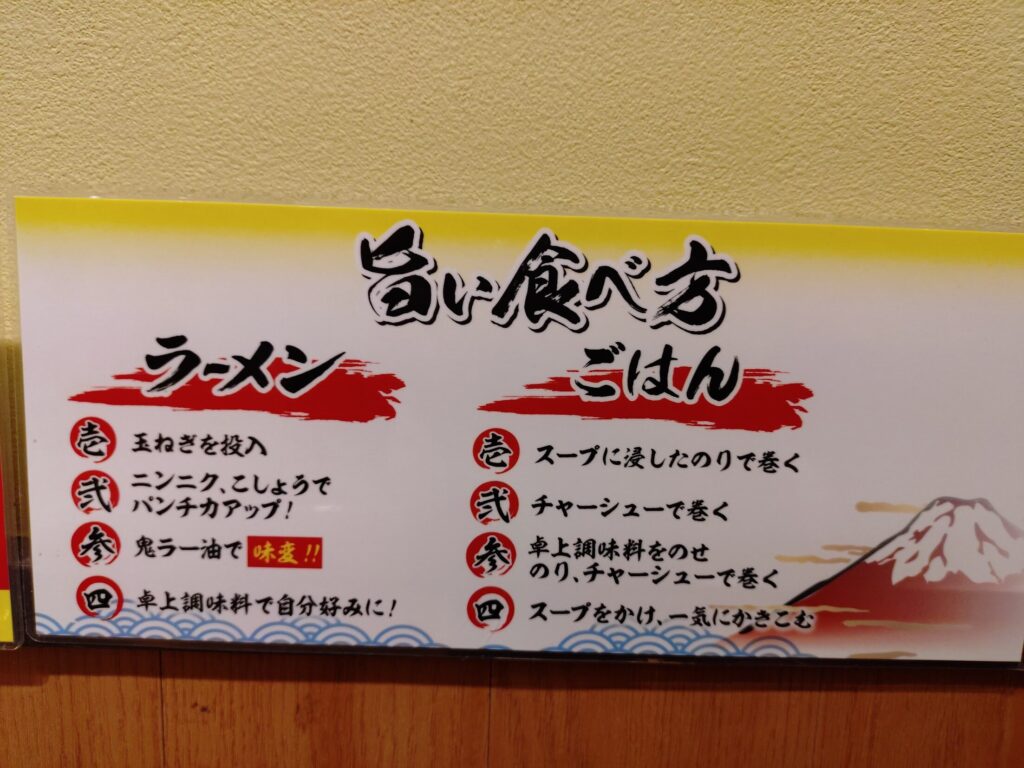 旨い食べ方
ラーメン
壱 玉ねぎを投入
弐 ニンニク、こしょうで
パンチ力アップ!
参 鬼ラー油で 味変!!
四 卓上調味料で自分好みに!
ごはん
壱 スープに浸したのりで巻く
弐 チャーシューで巻く
参 卓上調味料をのせ
のり、チャーシューで巻く
四 スープをかけ、一気にかきこむ